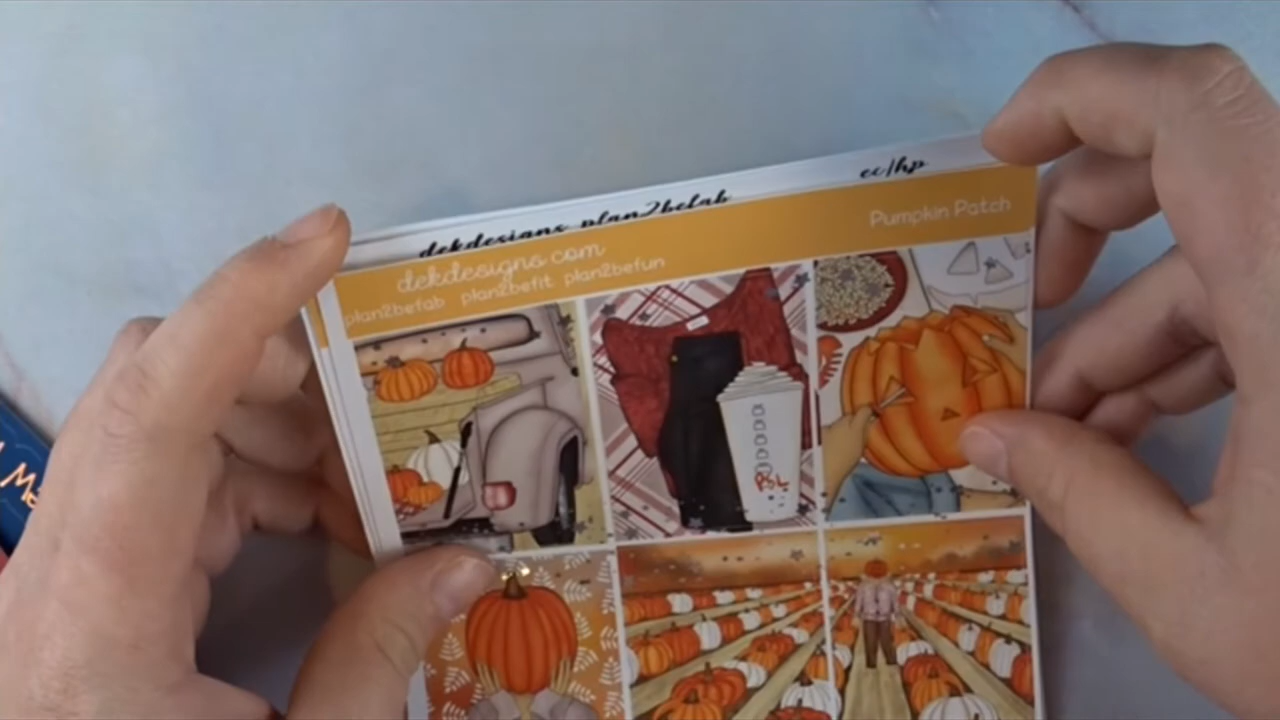 dekdesigns plan2befab
ec/hp
dekdesigns.com
Pumpkin Patch
plan2befab plan2befit plan2befun
PSL